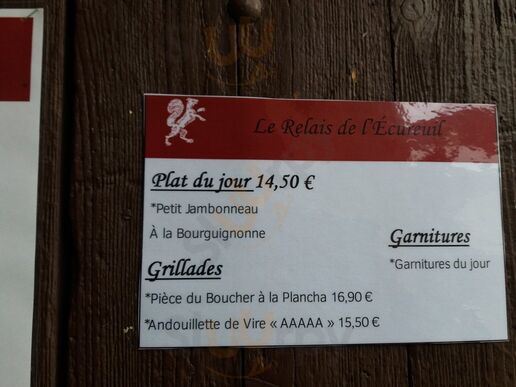 Le Relais de l'Écureuil
Plat du jour 14,50 €
*Petit Jambonneau
À la Bourguignonne
Garnitures
*Garnitures du jour
Grillades
*Pièce du Boucher à la Plancha 16,90 €
*Andouillette de Vire « AAAAA » 15,50 €